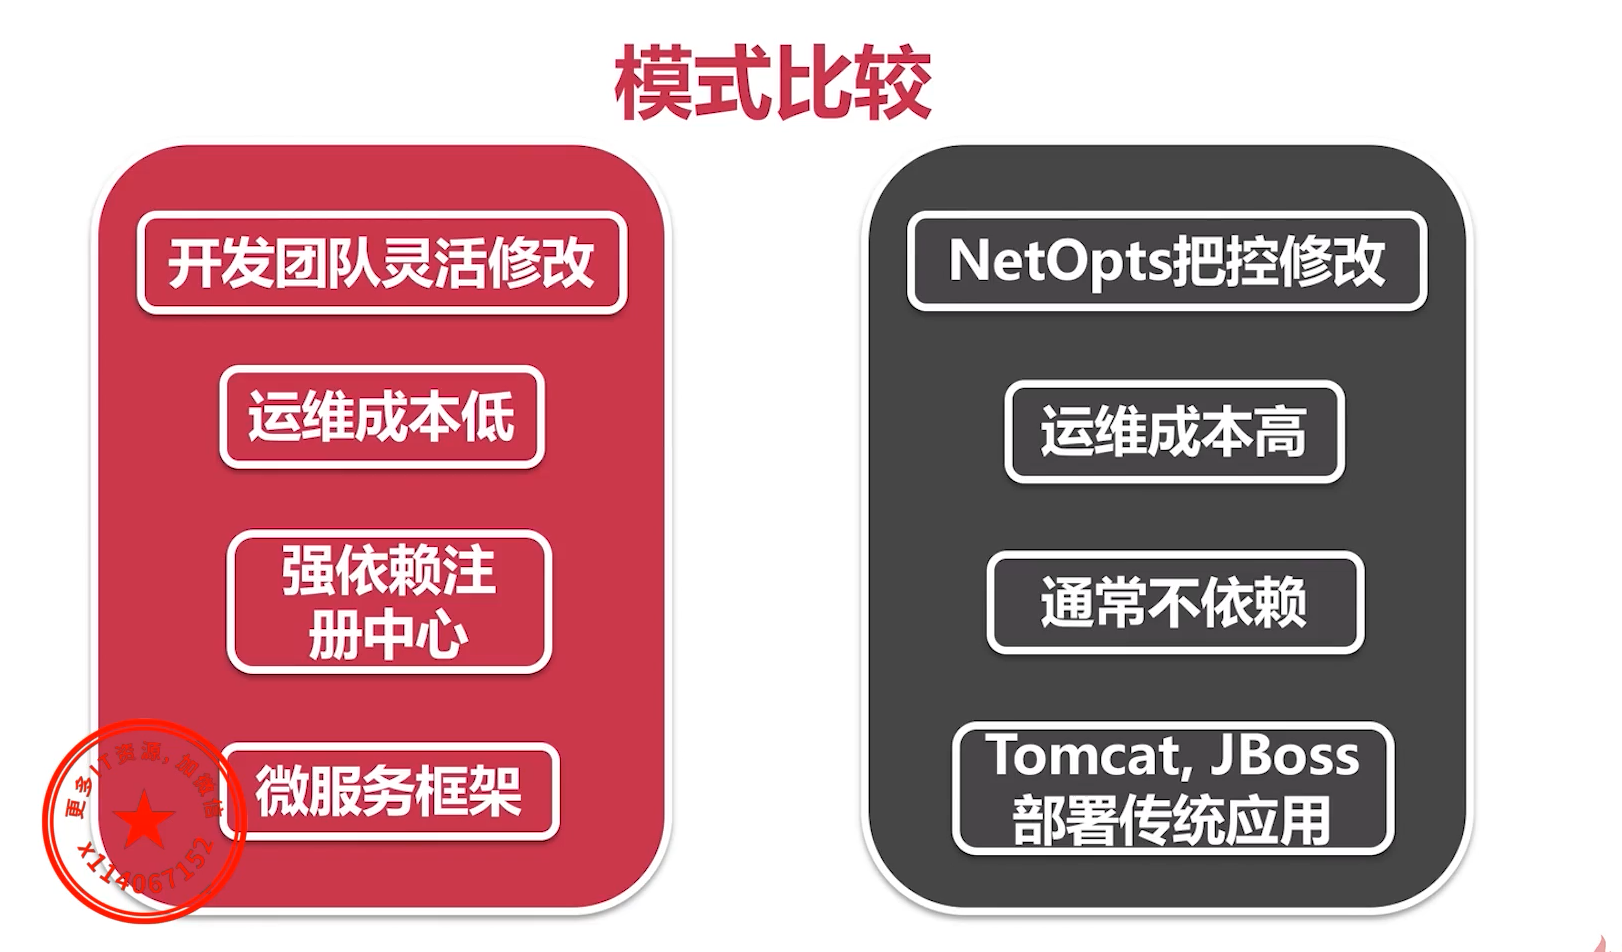 模式比较
开发团队灵活修改
运维成本低
强依赖注
册中心
微服务框架
NetOpts把控修改
运维成本高
通常不依赖
Tomcat, JBoss
部署传统应用
更多IT资源，加微信
x114067152